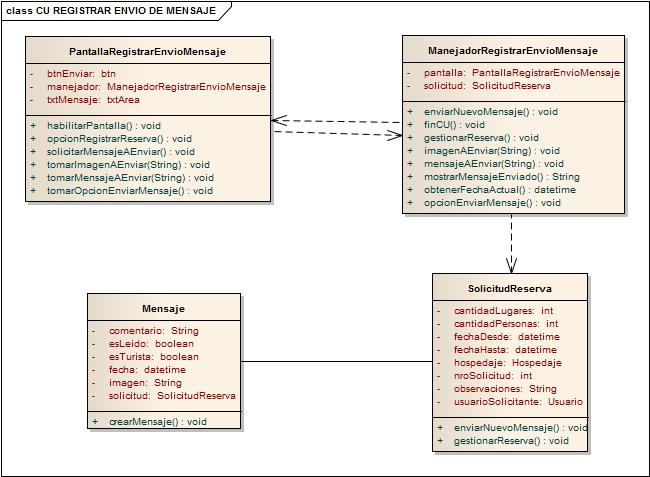 class CU REGISTRAR ENVIO DE MENSAJE
PantallaRegistrarEnvioMensaje
- btnEnviar: btn
- manejador: ManejadorRegistrarEnvioMensaje
- txtMensaje: txtArea
+ habilitarPantalla() : void
+ opcionRegistrarReserva() : void
+ solicitarMensajeAEnviar() : void
+ tomarImagenAEnviar(String) : void
+ tomarMensajeAEnviar(String) : void
+ tomarOpcionEnviarMensaje() : void
ManejadorRegistrarEnvioMensaje
- pantalla: PantallaRegistrarEnvioMensaje
- solicitud: SolicitudReserva
+ enviarNuevoMensaje() : void
+ finCU() : void
+ gestionarReserva() : void
+ imagenAEnviar(String) : void
+ mensajeAEnviar(String) : void
+ mostrarMensajeEnviado() : String
+ obtenerFechaActual() : datetime
+ opcionEnviarMensaje() : void
Mensaje
- comentario: String
- esLeido: boolean
- esTurista: boolean
- fecha: datetime
- imagen: String
- solicitud: SolicitudReserva
+ crearMensaje() : void
SolicitudReserva
- cantidadLugares: int
- cantidadPersonas: int
- fechaDesde: datetime
- fechaHasta: datetime
- hospedaje: Hospedaje
- nroSolicitud: int
- observaciones: String
- usuarioSolicitante: Usuario
+ enviarNuevoMensaje() : void
+ gestionarReserva() : void